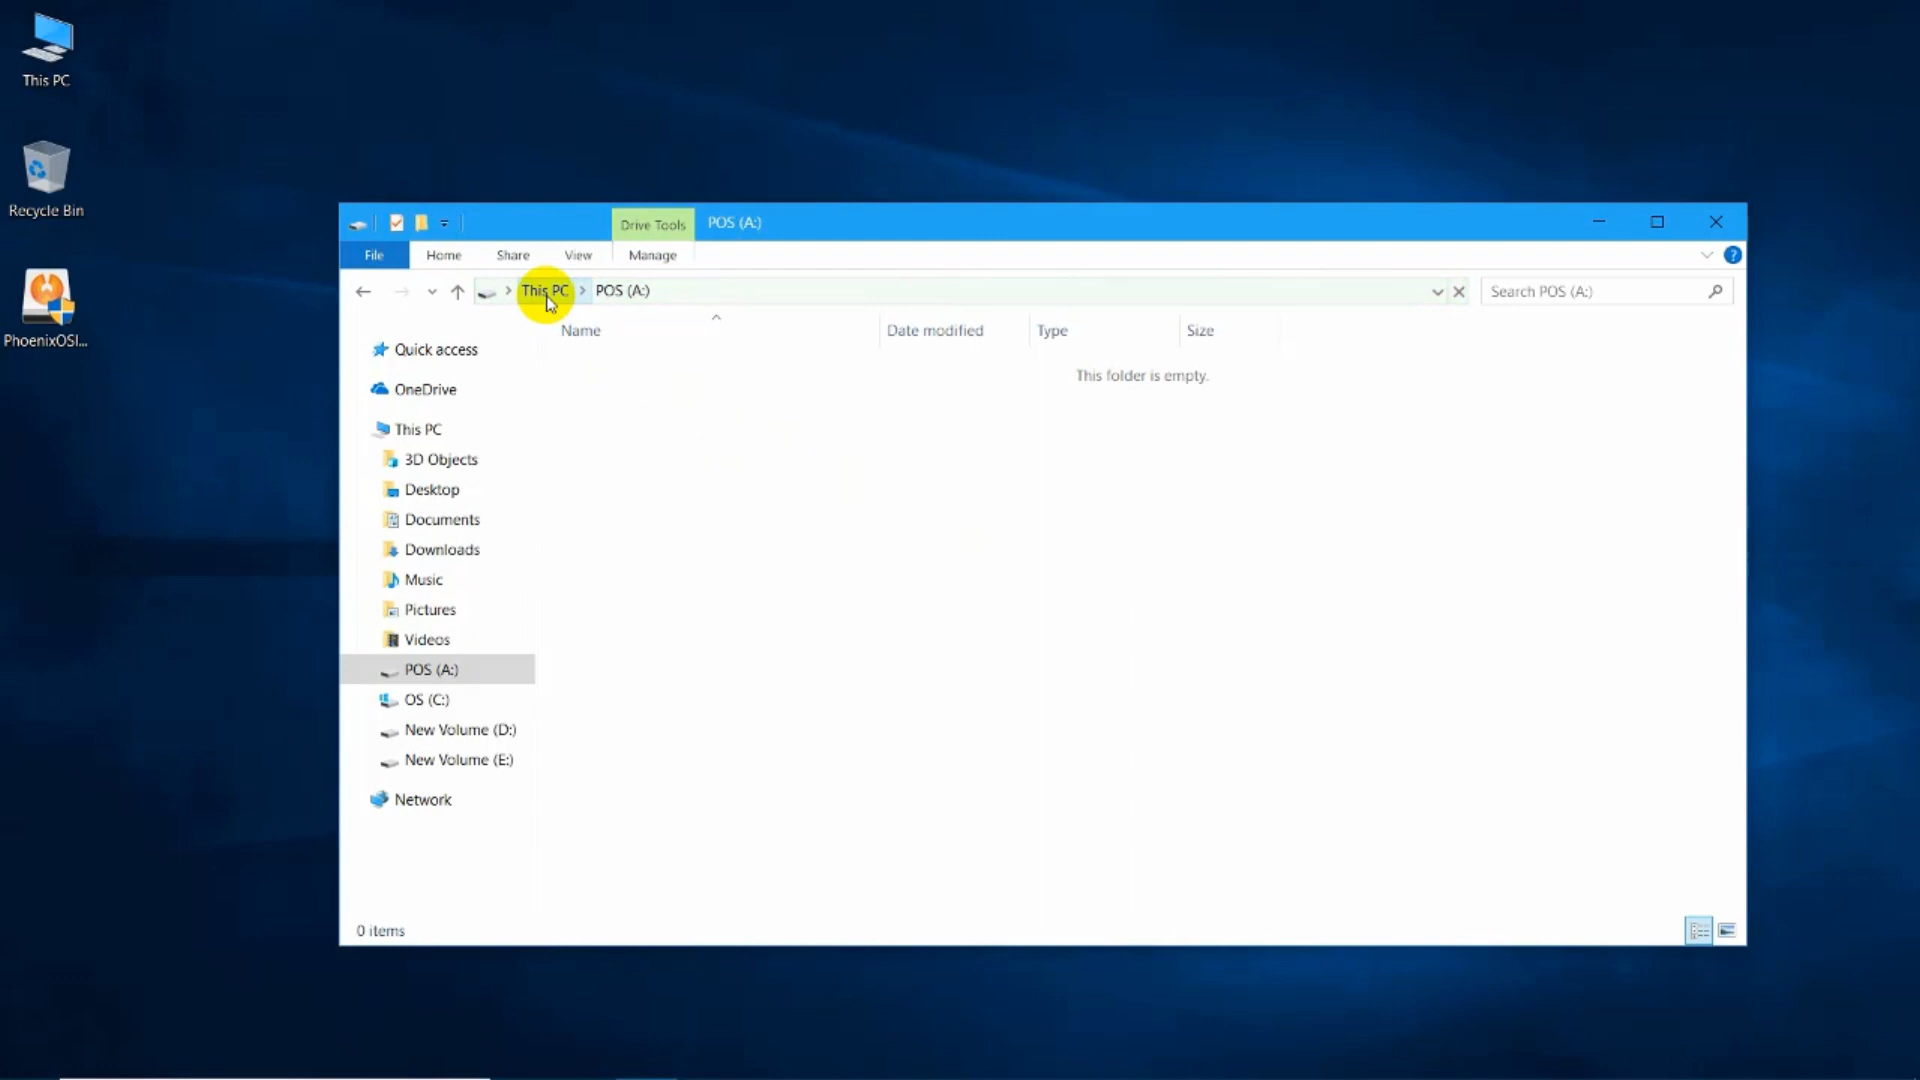 This PC
Recycle Bin
PhoenixOSI...
Drive Tools
POS (A:)
File
Home
Share
View
Manage
?
This PC
POS (A:)
Search POS (A:)
Name
Date modified
Type
Size
This folder is empty.
Quick access
OneDrive
This PC
3D Objects
Desktop
Documents
Downloads
Music
Pictures
Videos
POS (A:)
OS (C:)
New Volume (D:)
New Volume (E:)
Network
0 items